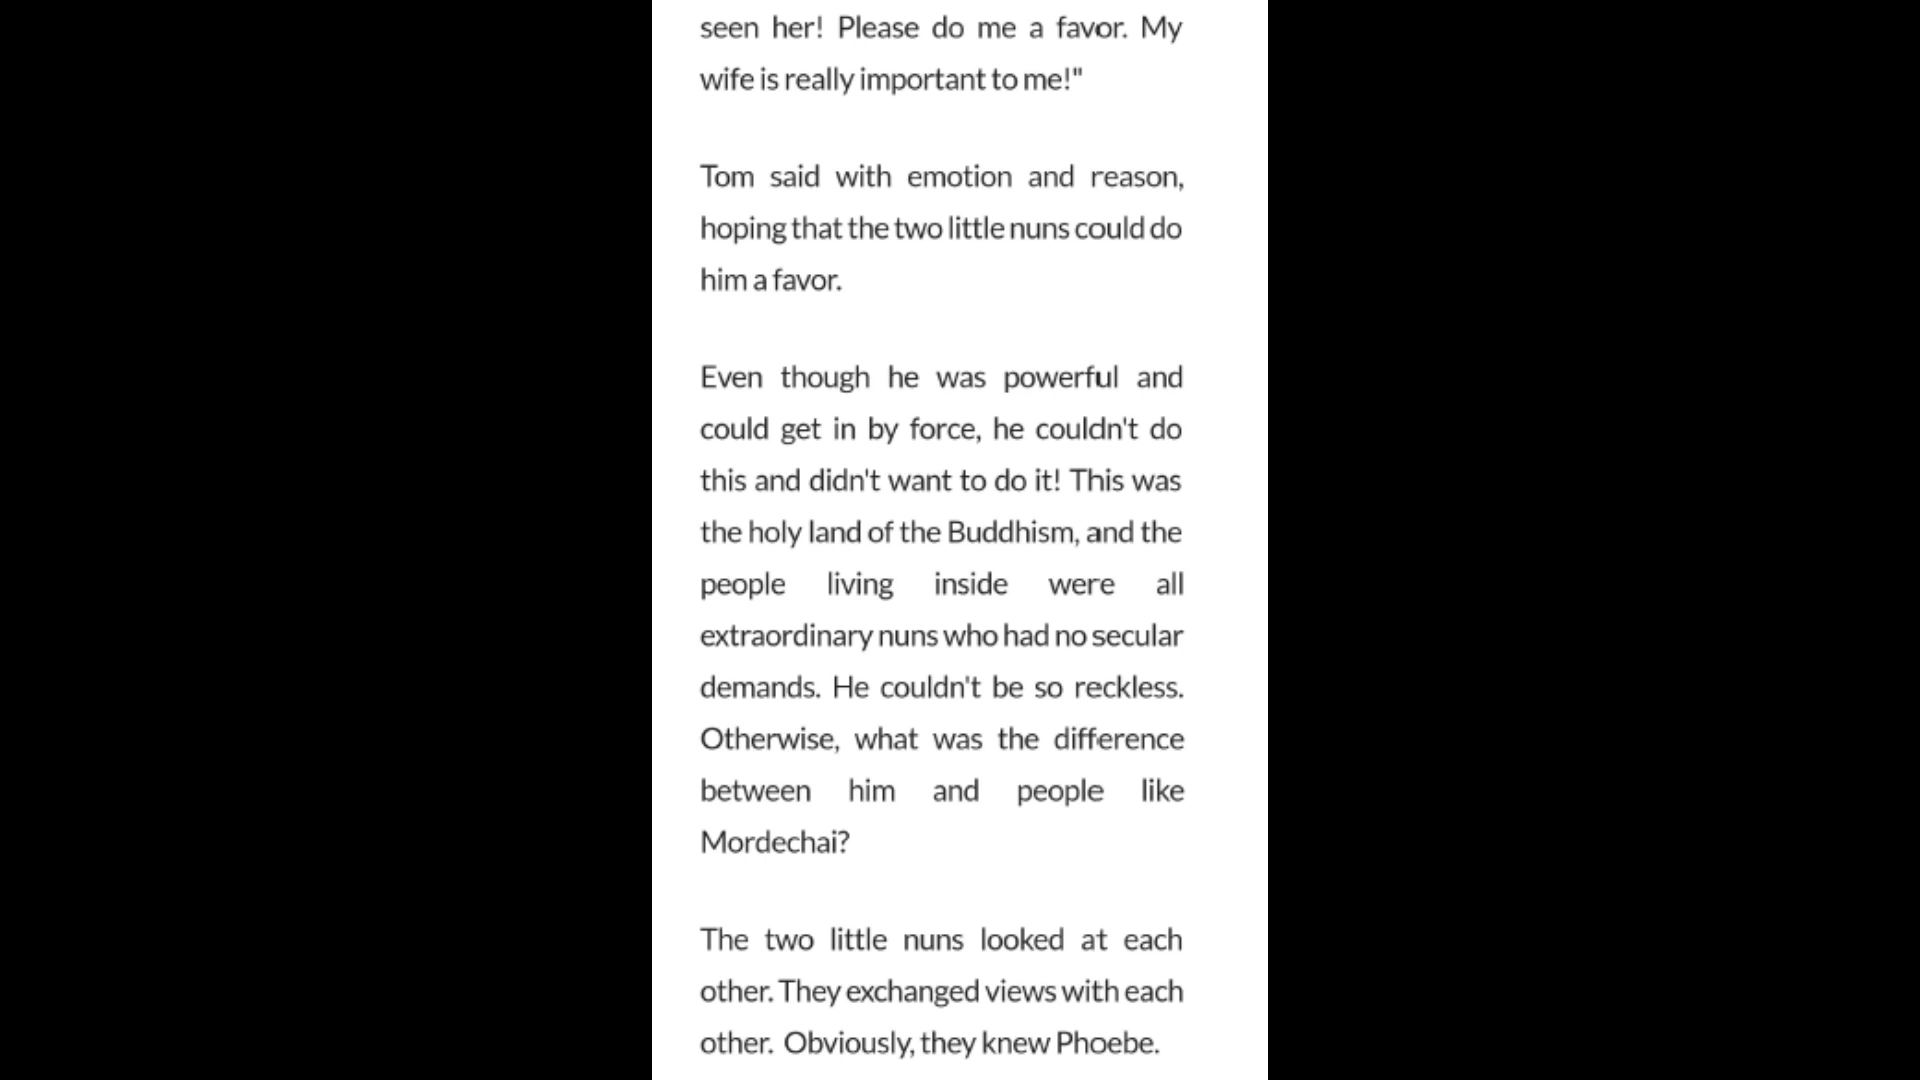 seen her! Please do me a favor. My
wife is really important to me!"
Tom said with emotion and reason,
hoping that the two little nuns could do
him a favor.
Even though he was powerful and
could get in by force, he couldn't do
this and didn't want to do it! This was
the holy land of the Buddhism, and the
people living inside were all
extraordinary nuns who had no secular
demands. He couldn't be so reckless.
Otherwise, what was the difference
between him and people like
Mordechai?
The two little nuns looked at each
other. They exchanged views with each
other. Obviously, they knew Phoebe.